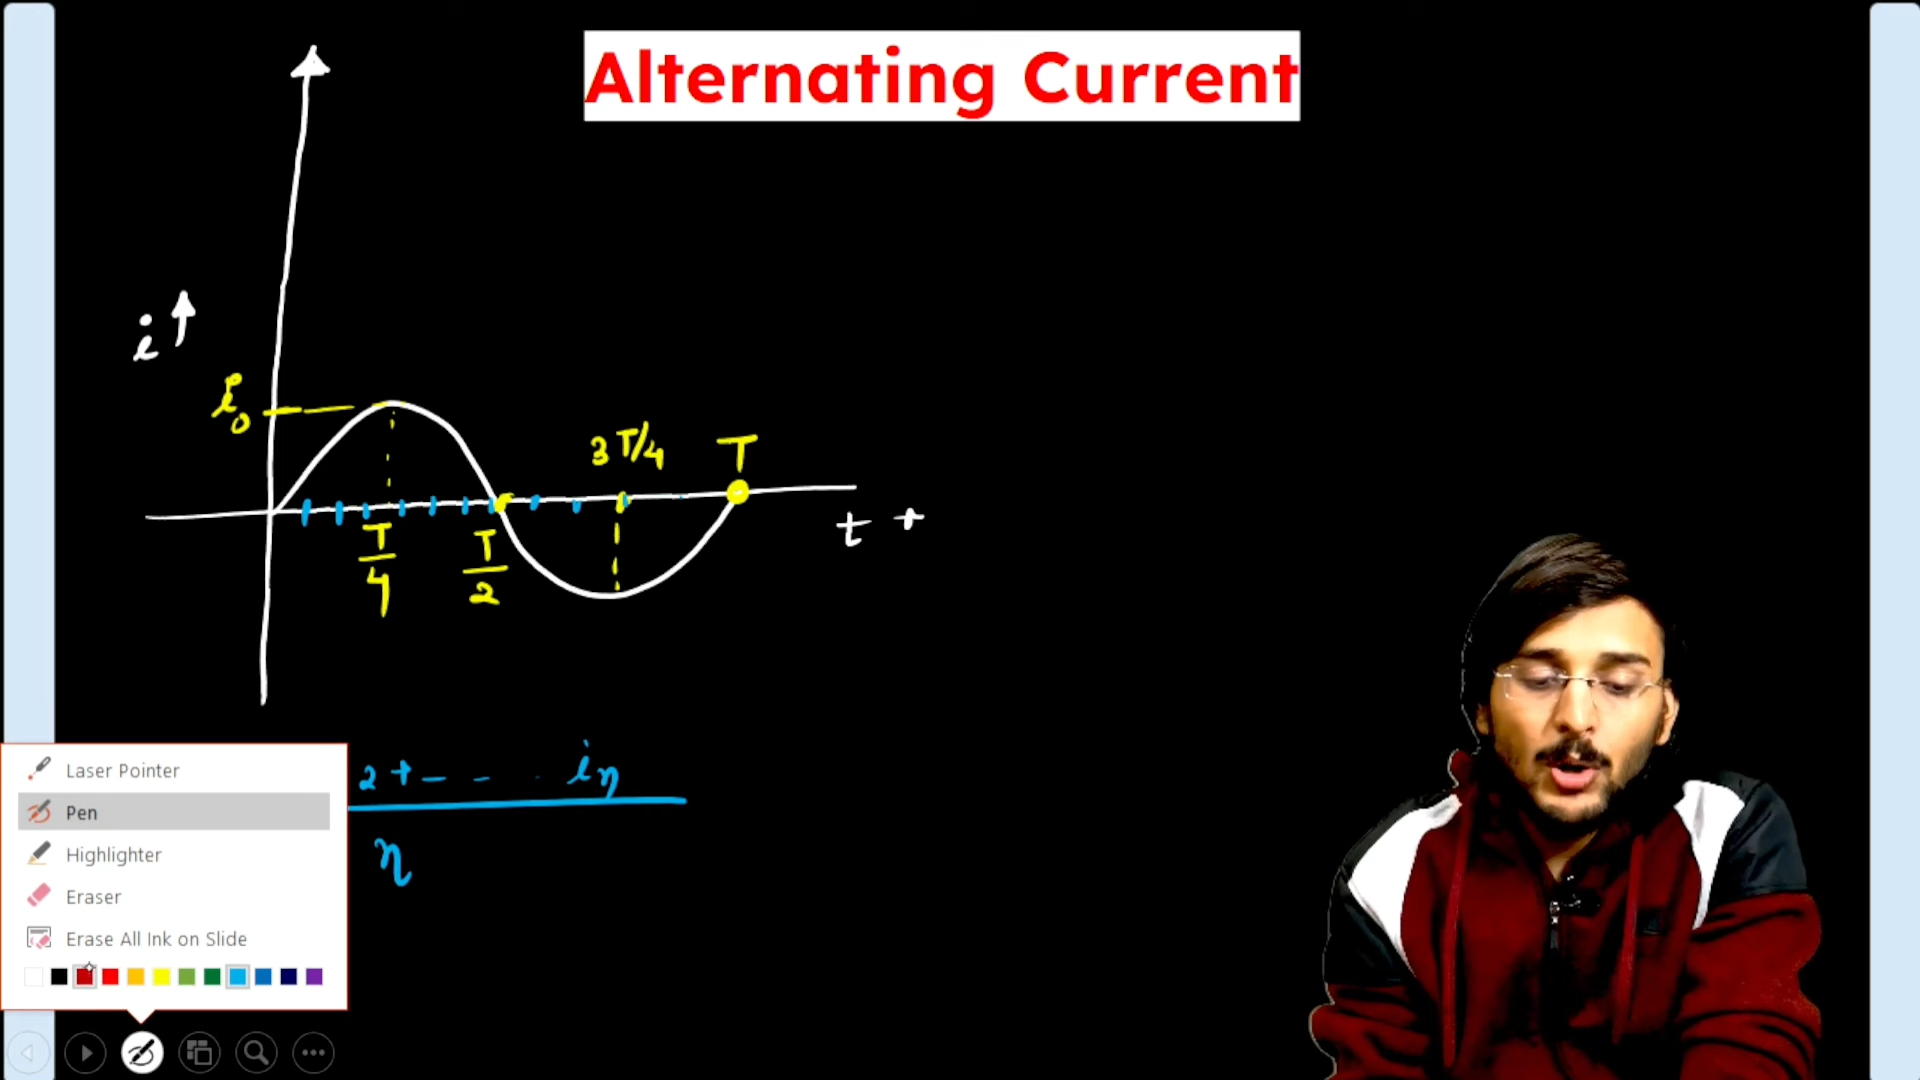 Alternating Current
i
i₀
3T/4 T
T/4 T/2
t
2 + - - . iₙ
n
Laser Pointer
Pen
Highlighter
Eraser
Erase All Ink on Slide